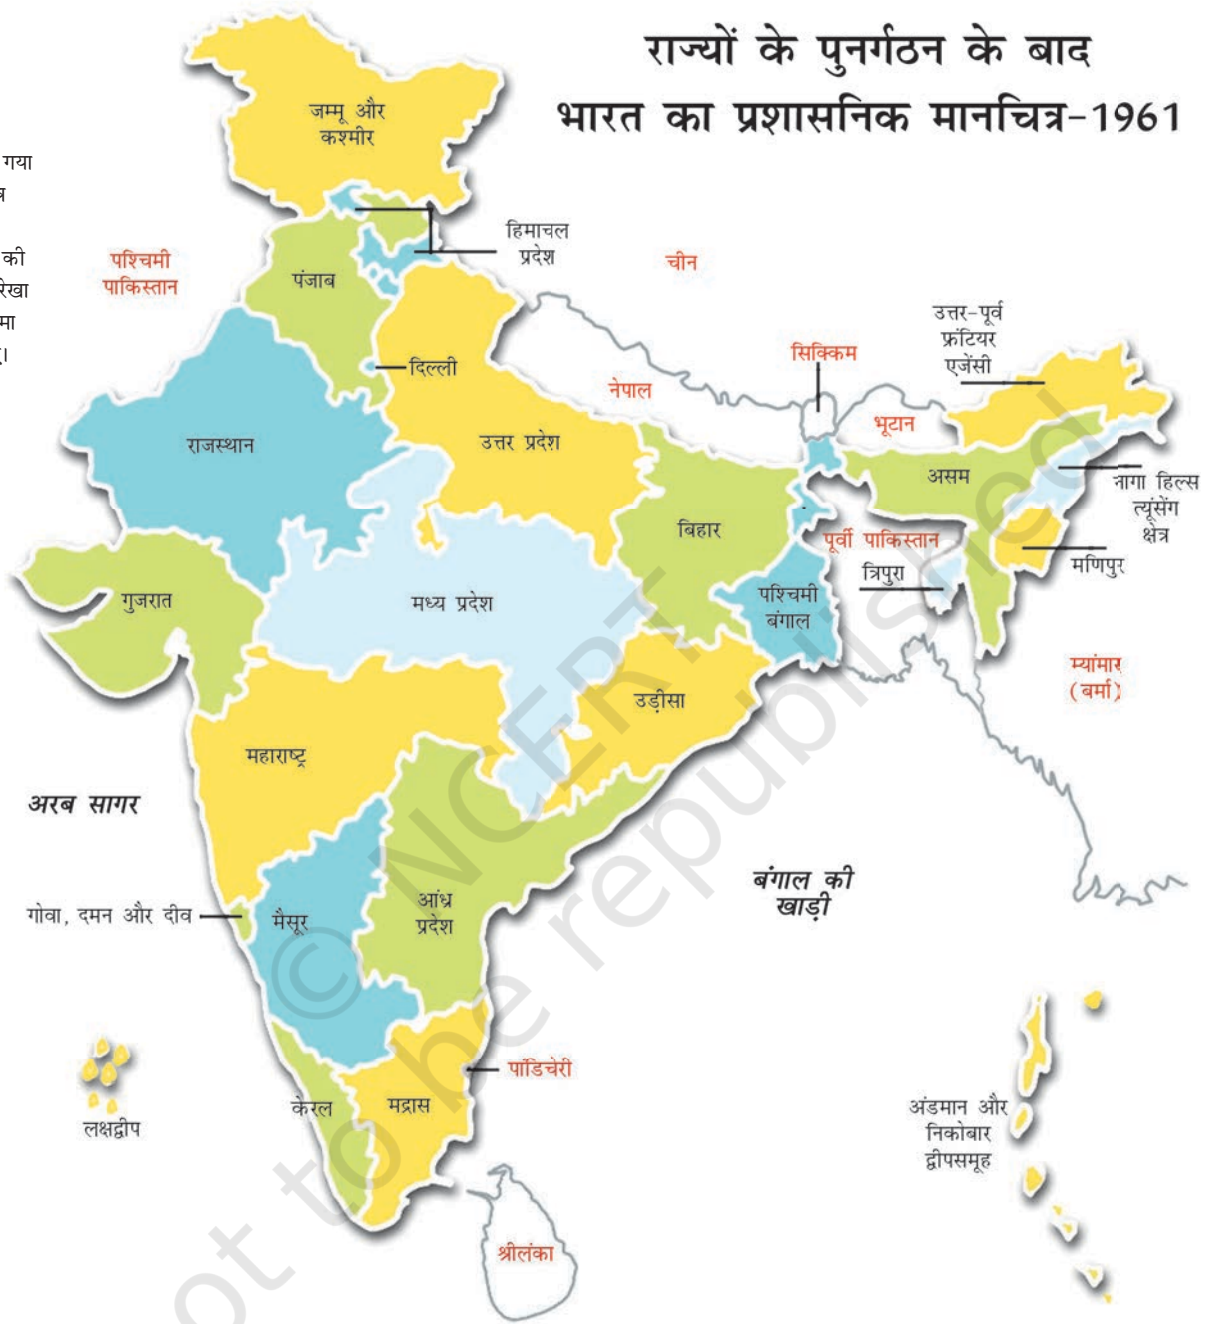 राज्यों के पुनर्गठन के बाद
भारत का प्रशासनिक मानचित्र-1961
गया
की
रेखा
मा
जम्मू और
कश्मीर
हिमाचल
प्रदेश
पश्चिमी
पाकिस्तान
पंजाब
चीन
उत्तर-पूर्व
फ्रंटियर
एजेंसी
सिक्किम
दिल्ली
नेपाल
भूटान
राजस्थान
उत्तर प्रदेश
असम
नागा हिल्स
त्यूंसेंग
क्षेत्र
बिहार
पूर्वी पाकिस्तान
मणिपुर
त्रिपुरा
गुजरात
मध्य प्रदेश
पश्चिमी
बंगाल
म्यांमार
(बर्मा)
उड़ीसा
महाराष्ट्र
अरब सागर
बंगाल की
खाड़ी
आंध्र
प्रदेश
गोवा, दमन और दीव
मैसूर
पांडिचेरी
केरल
मद्रास
लक्षद्वीप
अंडमान और
निकोबार
द्वीपसमूह
श्रीलंका
© NCERT
not to be republished